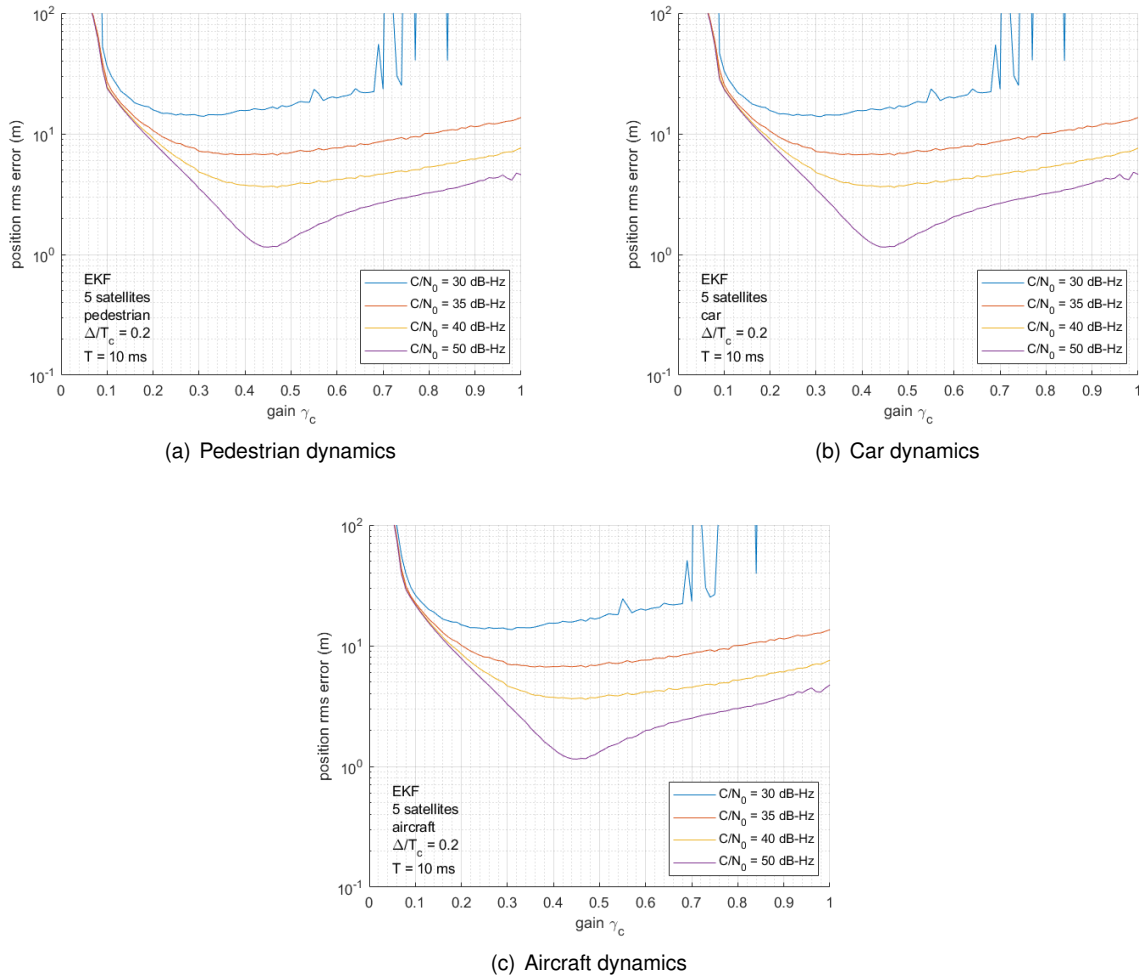 10^2
10^1
10^0
10^-1
position rms error (m)
EKF
5 satellites
pedestrian
Δ/T_c = 0.2
T = 10 ms
C/N_0 = 30 dB-Hz
C/N_0 = 35 dB-Hz
C/N_0 = 40 dB-Hz
C/N_0 = 50 dB-Hz
0 0.1 0.2 0.3 0.4 0.5 0.6 0.7 0.8 0.9 1
gain γ_c
(a) Pedestrian dynamics
10^2
10^1
10^0
10^-1
position rms error (m)
EKF
5 satellites
car
Δ/T_c = 0.2
T = 10 ms
C/N_0 = 30 dB-Hz
C/N_0 = 35 dB-Hz
C/N_0 = 40 dB-Hz
C/N_0 = 50 dB-Hz
0 0.1 0.2 0.3 0.4 0.5 0.6 0.7 0.8 0.9 1
gain γ_c
(b) Car dynamics
10^2
10^1
10^0
10^-1
position rms error (m)
EKF
5 satellites
aircraft
Δ/T_c = 0.2
T = 10 ms
C/N_0 = 30 dB-Hz
C/N_0 = 35 dB-Hz
C/N_0 = 40 dB-Hz
C/N_0 = 50 dB-Hz
0 0.1 0.2 0.3 0.4 0.5 0.6 0.7 0.8 0.9 1
gain γ_c
(c) Aircraft dynamics